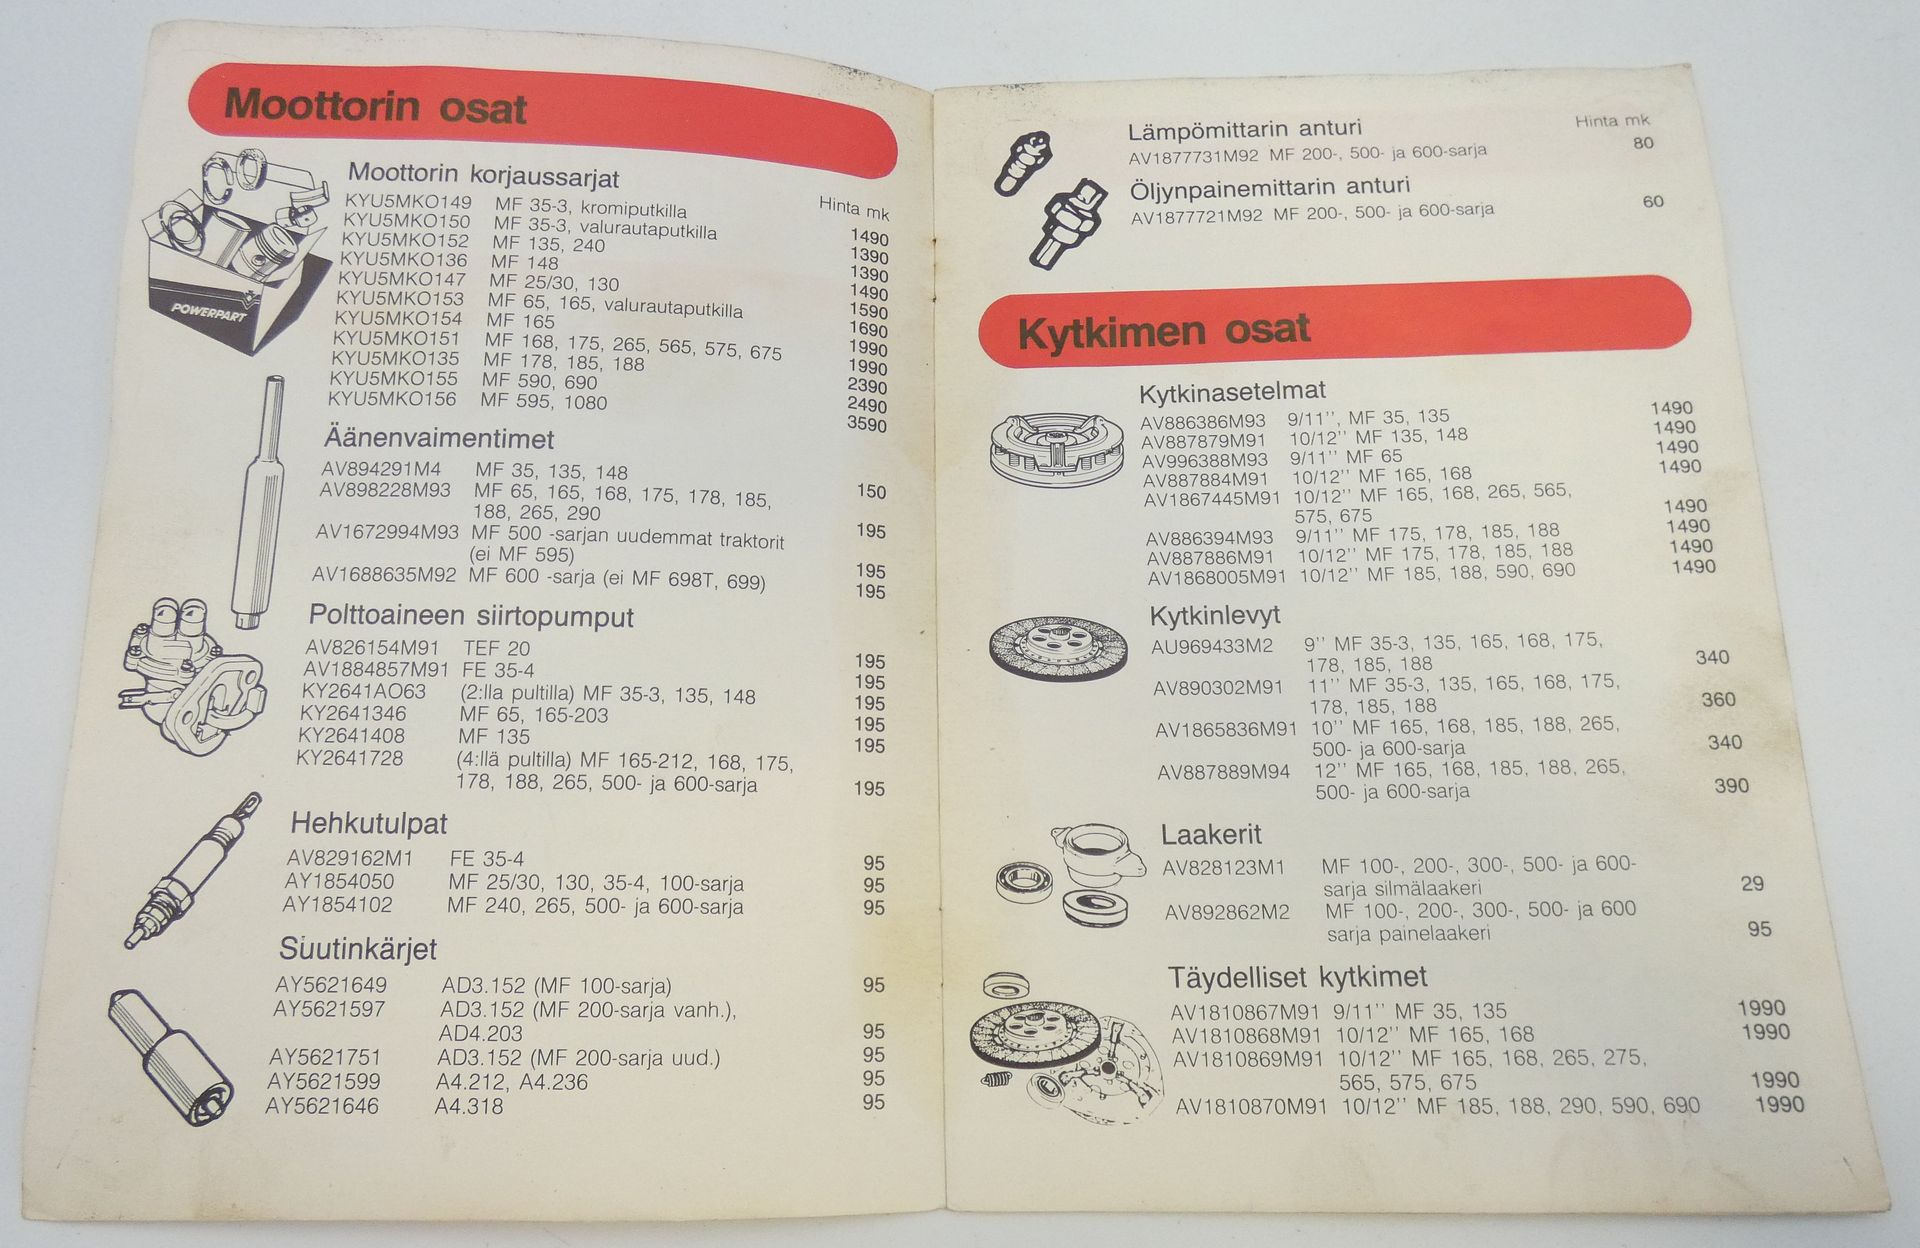 Moottorin osat
Moottorin korjaussarjat
Hinta mk
KYU5MKO149 MF 35-3, kromiputkilla 1490
KYU5MKO150 MF 35-3, valurautaputkilla 1390
KYU5MKO152 MF 135, 240 1390
KYU5MKO136 MF 148 1490
KYU5MKO147 MF 25/30, 130 1590
KYU5MKO153 MF 65, 165, valurautaputkilla 1690
KYU5MKO154 MF 165 1990
KYU5MKO151 MF 168, 175, 265, 565, 575, 675 1990
KYU5MKO135 MF 178, 185, 188 2390
KYU5MKO155 MF 590, 690 2490
KYU5MKO156 MF 595, 1080 3590
POWERPART
Äänenvaimentimet
AV894291M4 MF 35, 135, 148 150
AV898228M93 MF 65, 165, 168, 175, 178, 185,
188, 265, 290 195
AV1672994M93 MF 500 -sarjan uudemmat traktorit
(ei MF 595) 195
AV1688635M92 MF 600 -sarja (ei MF 698T, 699) 195
Polttoaineen siirtopumput
AV826154M91 TEF 20 195
AV1884857M91 FE 35-4 195
KY2641AO63 (2:lla pultilla) MF 35-3, 135, 148 195
KY2641346 MF 65, 165-203 195
KY2641408 MF 135 195
KY2641728 (4:llä pultilla) MF 165-212, 168, 175,
178, 188, 265, 500- ja 600-sarja 195
Hehkutulpat
AV829162M1 FE 35-4 95
AY1854050 MF 25/30, 130, 35-4, 100-sarja 95
AY1854102 MF 240, 265, 500- ja 600-sarja 95
Suutinkärjet
AY5621649 AD3.152 (MF 100-sarja) 95
AY5621597 AD3.152 (MF 200-sarja vanh.),
AD4.203 95
AY5621751 AD3.152 (MF 200-sarja uud.) 95
AY5621599 A4.212, A4.236 95
AY5621646 A4.318 95
Hinta mk
Lämpömittarin anturi
AV1877731M92 MF 200-, 500- ja 600-sarja 80
Öljynpainemittarin anturi
AV1877721M92 MF 200-, 500- ja 600-sarja 60
Kytkimen osat
Kytkinasetelmat
AV886386M93 9/11'', MF 35, 135 1490
AV887879M91 10/12'' MF 135, 148 1490
AV996388M93 9/11'' MF 65 1490
AV887884M91 10/12'' MF 165, 168 1490
AV1867445M91 10/12'' MF 165, 168, 265, 565,
575, 675 1490
AV886394M93 9/11'' MF 175, 178, 185, 188 1490
AV887886M91 10/12'' MF 175, 178, 185, 188 1490
AV1868005M91 10/12'' MF 185, 188, 590, 690 1490
Kytkinlevyt
AU969433M2 9'' MF 35-3, 135, 165, 168, 175,
178, 185, 188 340
AV890302M91 11'' MF 35-3, 135, 165, 168, 175,
178, 185, 188 360
AV1865836M91 10'' MF 165, 168, 185, 188, 265,
500- ja 600-sarja 340
AV887889M94 12'' MF 165, 168, 185, 188, 265,
500- ja 600-sarja 390
Laakerit
AV828123M1 MF 100-, 200-, 300-, 500- ja 600-
sarja silmälaakeri 29
AV892862M2 MF 100-, 200-, 300-, 500- ja 600
sarja painelaakeri 95
Täydelliset kytkimet
AV1810867M91 9/11'' MF 35, 135 1990
AV1810868M91 10/12'' MF 165, 168 1990
AV1810869M91 10/12'' MF 165, 168, 265, 275,
565, 575, 675 1990
AV1810870M91 10/12'' MF 185, 188, 290, 590, 690 1990